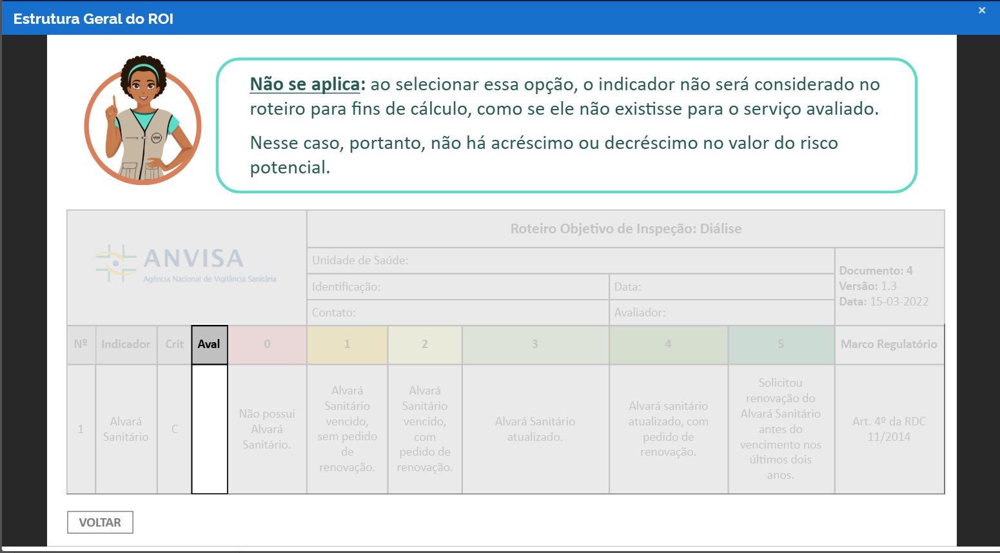 Estrutura Geral do ROI
×
VISA
Não se aplica: ao selecionar essa opção, o indicador não será considerado no
roteiro para fins de cálculo, como se ele não existisse para o serviço avaliado.
Nesse caso, portanto, não há acréscimo ou decréscimo no valor do risco
potencial.
ANVISA
Agência Nacional de Vigilância Sanitária
Roteiro Objetivo de Inspeção: Diálise
Unidade de Saúde:
Identificação:
Data:
Contato:
Avaliador:
Documento: 4
Versão: 1.3
Data: 15-03-2022
Nº Indicador Crit Aval 0 1 2 3 4 5 Marco Regulatório
1
Alvará
Sanitário
C
Não possui
Alvará
Sanitário.
Alvará
Sanitário
vencido,
sem pedido
de
renovação.
Alvará
Sanitário
vencido,
com
pedido de
renovação.
Alvará Sanitário
atualizado.
Alvará sanitário
atualizado, com
pedido de
renovação.
Solicitou
renovação do
Alvará Sanitário
antes do
vencimento nos
últimos dois
anos.
Art. 4º da RDC
11/2014
VOLTAR